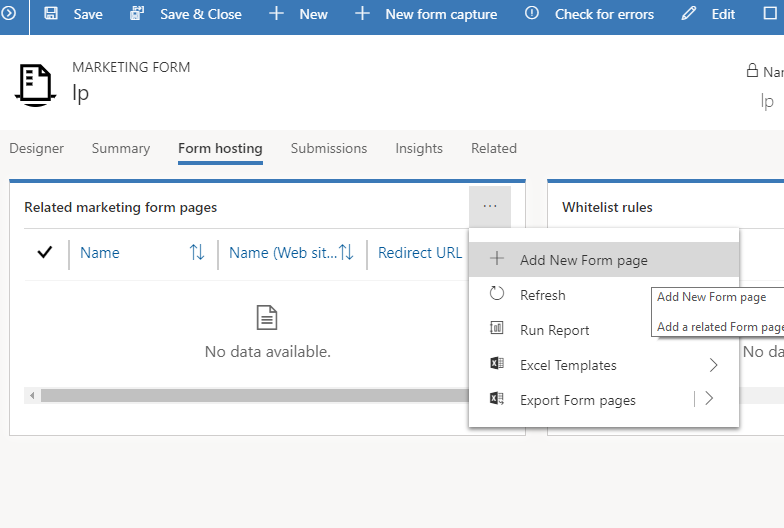 Save
Save & Close
New
New form capture
Check for errors
Edit
MARKETING FORM
lp
Nar
lp
Designer
Summary
Form hosting
Submissions
Insights
Related
Related marketing form pages
...
Whitelist rules
Name
Name (Web sit...
Redirect URL
Add New Form page
Refresh
Run Report
Excel Templates
Export Form pages
Add New Form page
Add a related Form page
No data available.
No da